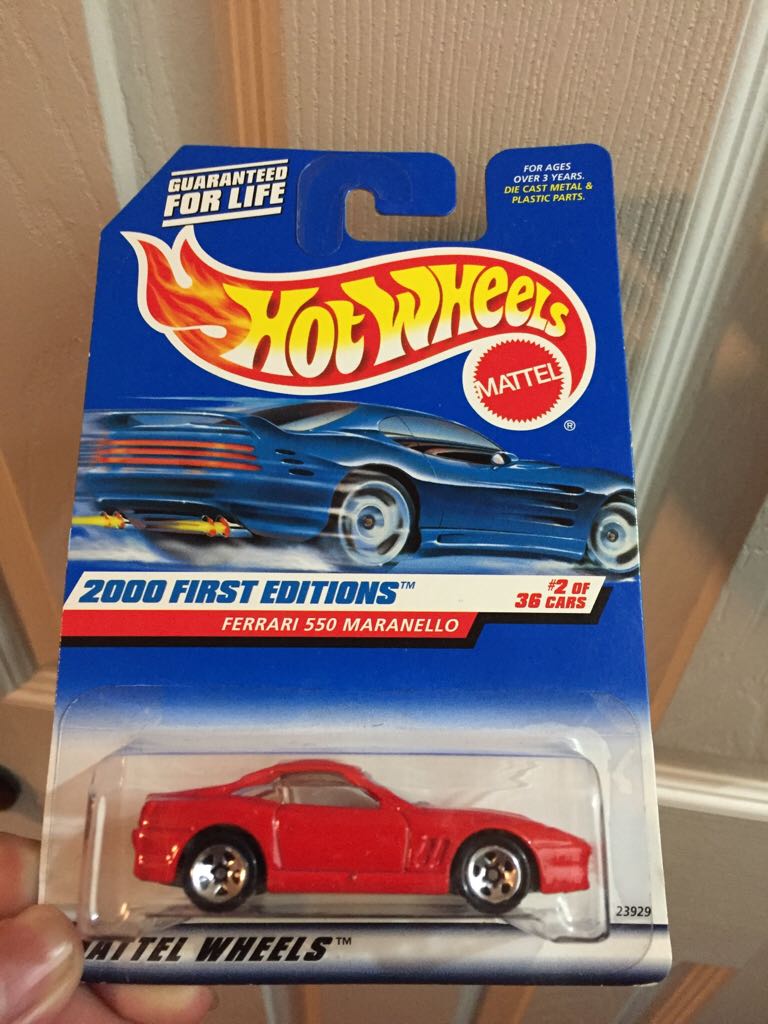 GUARANTEED
FOR LIFE
FOR AGES
OVER 3 YEARS.
DIE CAST METAL &
PLASTIC PARTS.
HOT WHEELS
MATTEL
®
2000 FIRST EDITIONS™
#2 OF
36 CARS
FERRARI 550 MARANELLO
23929
ATTEL WHEELS™